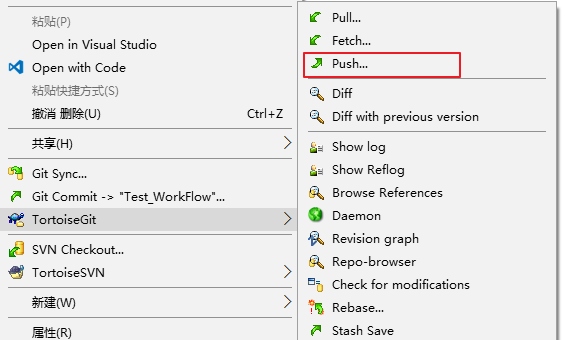 粘贴(P)
Open in Visual Studio
Open with Code
粘贴快捷方式(S)
撤消 删除(U) Ctrl+Z
共享(H)
Git Sync...
Git Commit -> "Test_WorkFlow"...
TortoiseGit
SVN Checkout...
TortoiseSVN
新建(W)
属性(R)
Pull...
Fetch...
Push...
Diff
Diff with previous version
Show log
Show Reflog
Browse References
Daemon
Revision graph
Repo-browser
Check for modifications
Rebase...
Stash Save